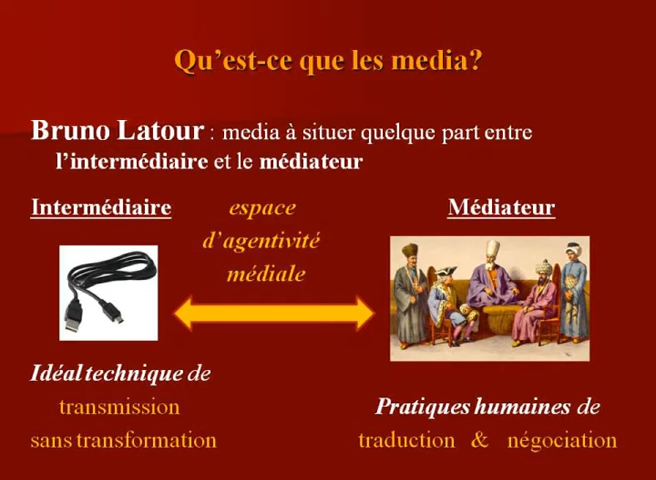 Qu’est-ce que les media?
Bruno Latour : media à situer quelque part entre
l’intermédiaire et le médiateur
Intermédiaire
espace
d’agentivité
médiale
Médiateur
Idéal technique de
transmission
sans transformation
Pratiques humaines de
traduction & négociation